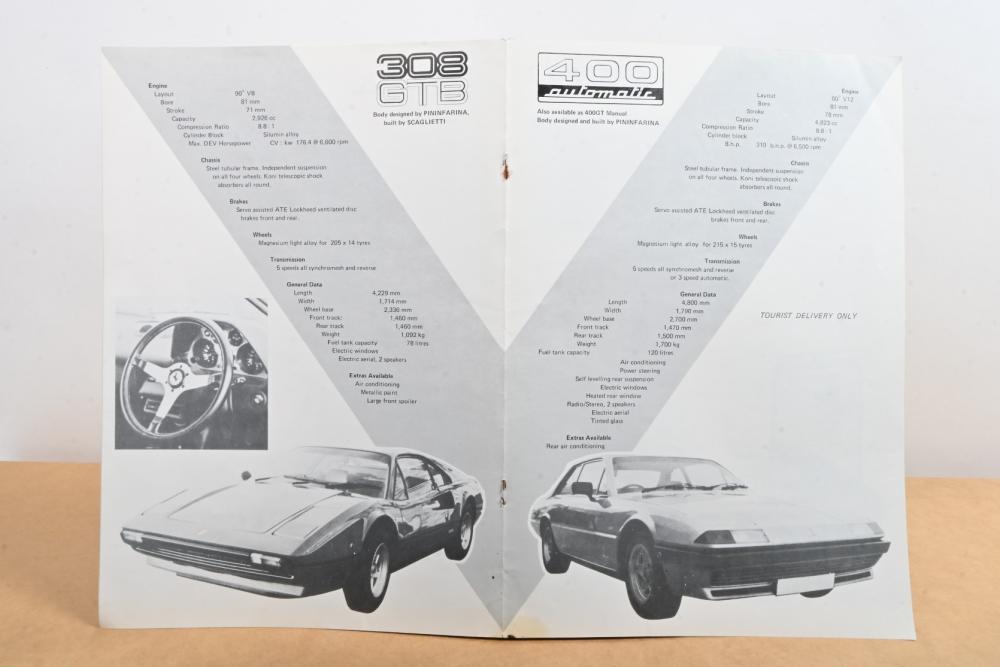 308
GTB
Body designed by PININFARINA,
built by SCAGLIETTI
Engine
Layout 90° V8
Bore 81 mm
Stroke 71 mm
Capacity 2,926 cc
Compression Ratio 8.8 : 1
Cylinder Block Silumin alloy
Max. DEV Horsepower CV : kw 176.4 @ 6,600 rpm
Chassis
Steel tubular frame. Independent suspension
on all four wheels. Koni telescopic shock
absorbers all round.
Brakes
Servo assisted ATE Lockheed ventilated disc
brakes front and rear.
Wheels
Magnesium light alloy for 205 x 14 tyres
Transmission
5 speeds all synchromesh and reverse
General Data
Length 4,229 mm
Width 1,714 mm
Wheel base 2,336 mm
Front track: 1,460 mm
Rear track 1,460 mm
Weight 1,092 kg
Fuel tank capacity 78 litres
Electric windows
Electric aerial, 2 speakers
Extras Available
Air conditioning
Metallic paint
Large front spoiler
400
automatic
Also available as 400GT Manual
Body designed and built by PININFARINA
Engine
Layout 60° V12
Bore 81 mm
Stroke 78 mm
Capacity 4,823 cc
Compression Ratio 8.8 : 1
Cylinder block Silumin alloy
B.h.p. 310 b.h.p. @ 6,500 rpm
Chassis
Steel tubular frame. Independent suspension
on all four wheels. Koni telescopic shock
absorbers all round.
Brakes
Servo assisted ATE Lockheed ventilated disc
brakes front and rear.
Wheels
Magnesium light alloy for 215 x 15 tyres
Transmission
5 speeds all synchromesh and reverse
or 3 speed automatic.
General Data
Length 4,800 mm
Width 1,790 mm
Wheel base 2,700 mm
Front track 1,470 mm
Rear track 1,500 mm
Weight 1,700 kg
Fuel tank capacity 120 litres
Air conditioning
Power steering
Self levelling rear suspension
Electric windows
Heated rear window
Radio/Stereo, 2 speakers
Electric aerial
Tinted glass
Extras Available
Rear air conditioning
TOURIST DELIVERY ONLY